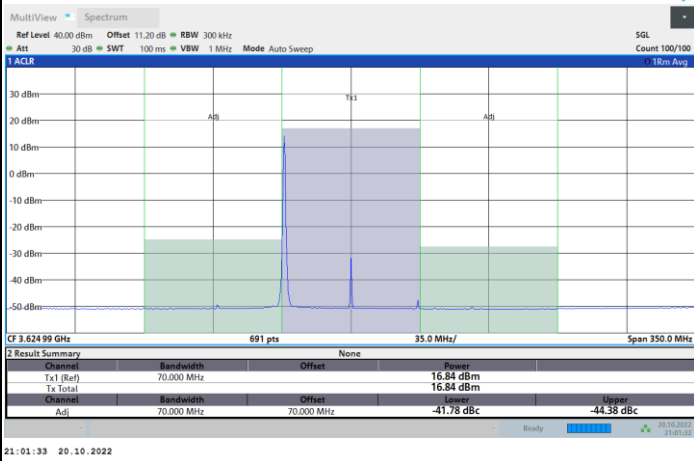 MultiView Spectrum
Ref Level 40.00 dBm Offset 11.20 dB RBW 300 kHz SGL
Att 30 dB SWT 100 ms VBW 1 MHz Mode Auto Sweep Count 100/100
1 ACLR 1Rm Avg
30 dBm
Tx1
20 dBm
Adj Adj
10 dBm
0 dBm
-10 dBm
-20 dBm
-30 dBm
-40 dBm
-50 dBm
CF 3.624 99 GHz 691 pts 35.0 MHz/ Span 350.0 MHz
2 Result Summary None
Channel Bandwidth Offset Power
Tx1 (Ref) 70.000 MHz 16.84 dBm
Tx Total 16.84 dBm
Channel Bandwidth Offset Lower Upper
Adj 70.000 MHz 70.000 MHz -41.78 dBc -44.38 dBc
Ready 20.10.2022
21:01:32
21:01:33 20.10.2022